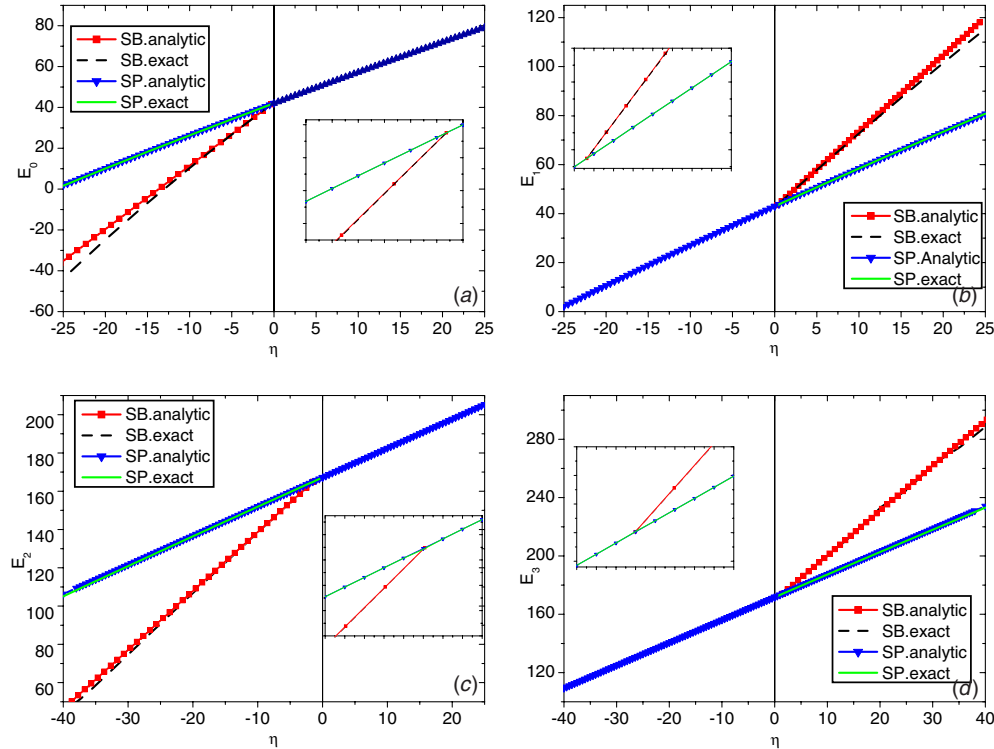 80
60
40
20
0
-20
-40
-60
E0
SB.analytic
SB.exact
SP.analytic
SP.exact
(a)
-25 -20 -15 -10 -5 0 5 10 15 20 25
η
120
100
80
60
40
20
0
E1
SB.analytic
SB.exact
SP.Analytic
SP.exact
(b)
-25 -20 -15 -10 -5 0 5 10 15 20 25
η
200
180
160
140
120
100
80
60
E2
SB.analytic
SB.exact
SP.analytic
SP.exact
(c)
-40 -30 -20 -10 0 10 20
η
280
240
200
160
120
E3
SB.analytic
SB.exact
SP.analytic
SP.exact
(d)
-40 -30 -20 -10 0 10 20 30 40
η